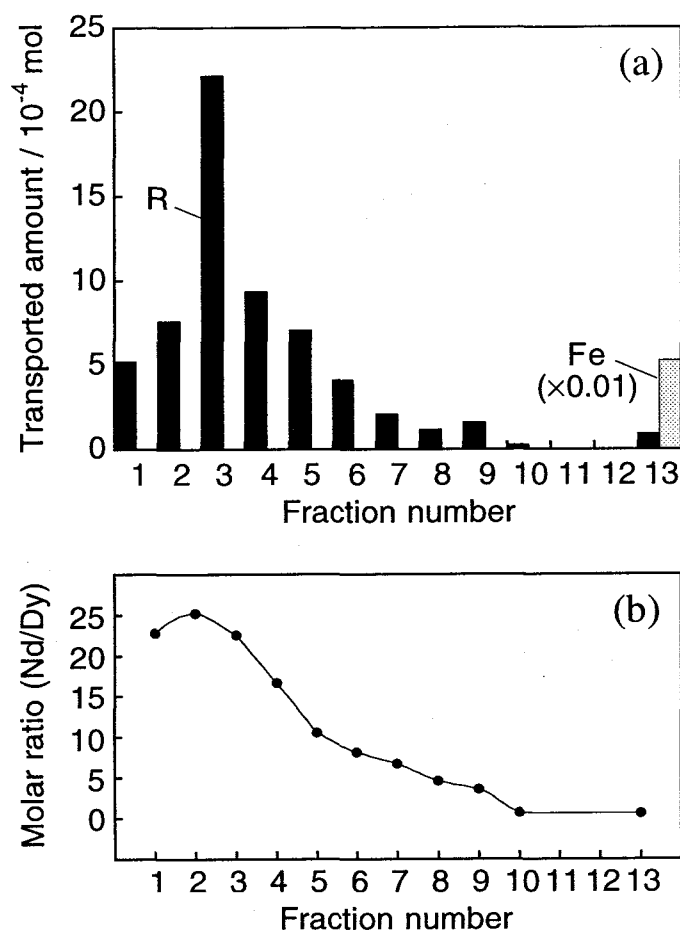 (a)
Transported amount / 10⁻⁴ mol
25
20
15
10
5
0
R
Fe
(×0.01)
1 2 3 4 5 6 7 8 9 10 11 12 13
Fraction number
(b)
Molar ratio (Nd/Dy)
25
20
15
10
5
0
1 2 3 4 5 6 7 8 9 10 11 12 13
Fraction number